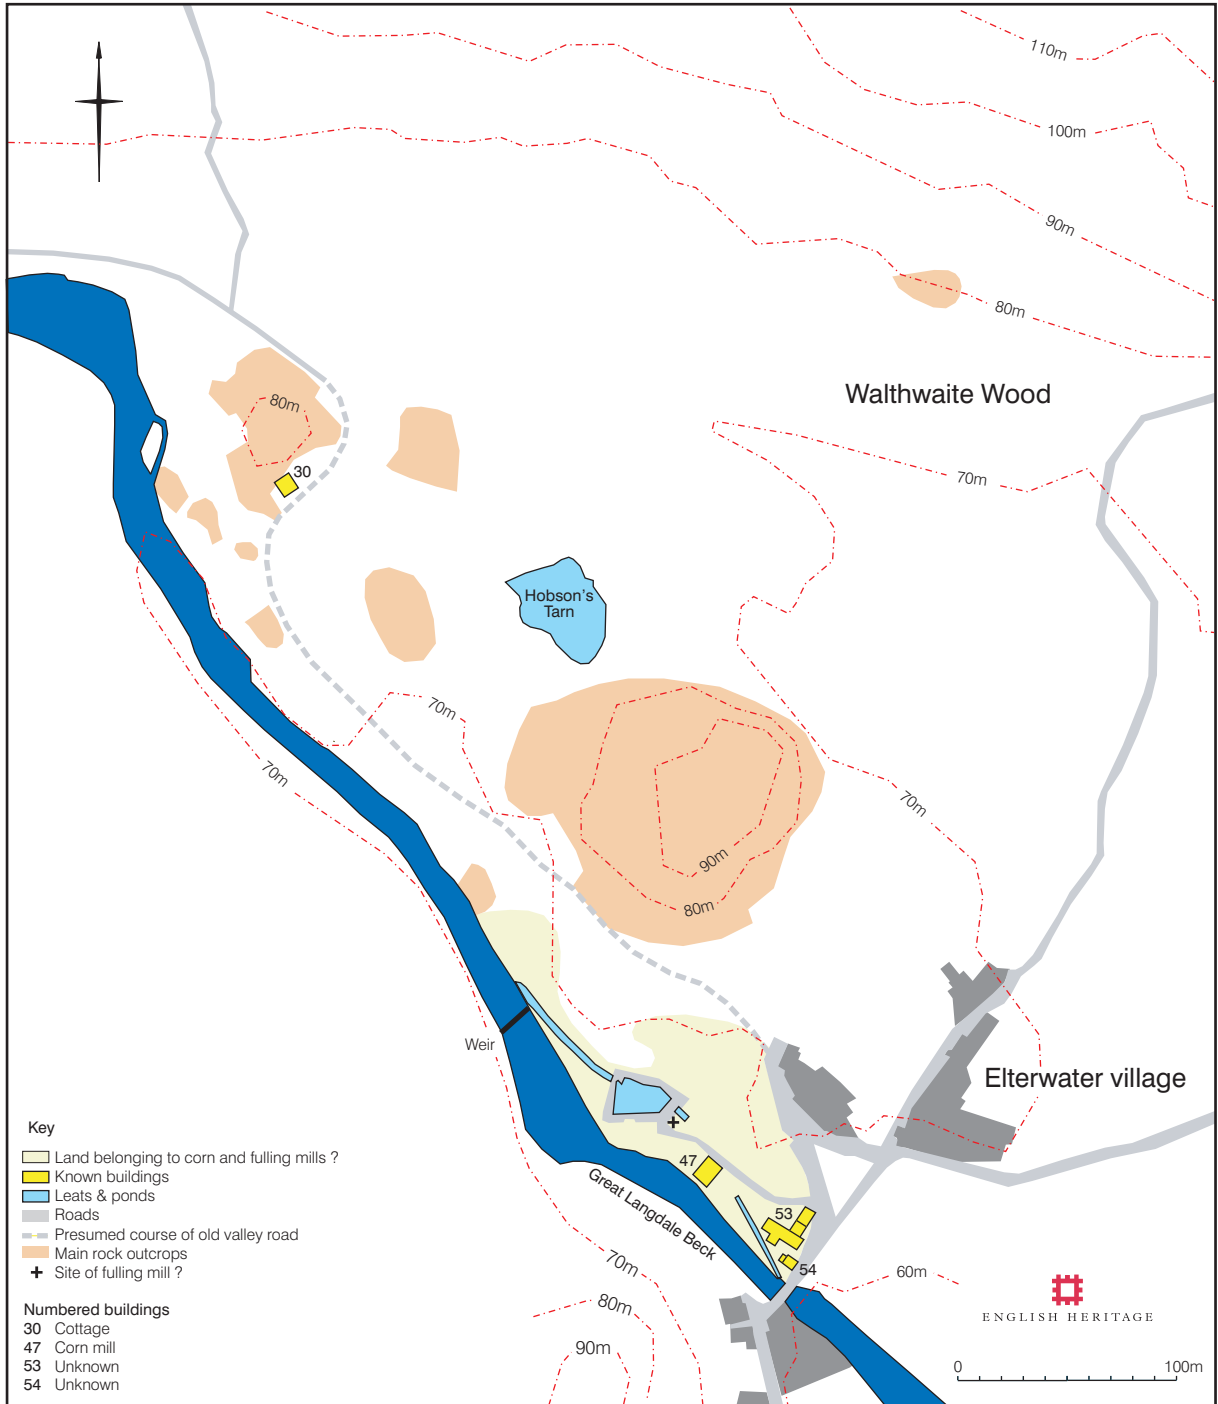 110m
100m
90m
80m
Walthwaite Wood
80m
30
70m
Hobson's
Tarn
70m
70m
70m
90m
80m
Weir
Elterwater village
47
Great Langdale Beck
53
54
70m
60m
80m
90m
Key
Land belonging to corn and fulling mills ?
Known buildings
Leats & ponds
Roads
Presumed course of old valley road
Main rock outcrops
Site of fulling mill ?
Numbered buildings
30 Cottage
47 Corn mill
53 Unknown
54 Unknown
ENGLISH HERITAGE
0 100m